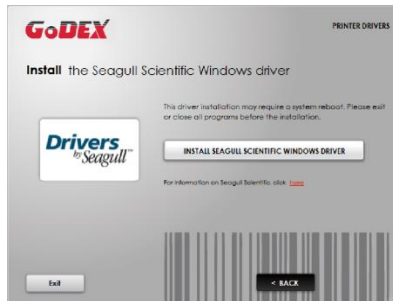 GoDEX
PRINTER DRIVERS
Install the Seagull Scientific Windows driver
This driver installation may require a system reboot. Please exit
or close all programs before the installation.
Drivers
by Seagull™
INSTALL SEAGULL SCIENTIFIC WINDOWS DRIVER
For information on Seagull Scientific, click here
Exit
< BACK